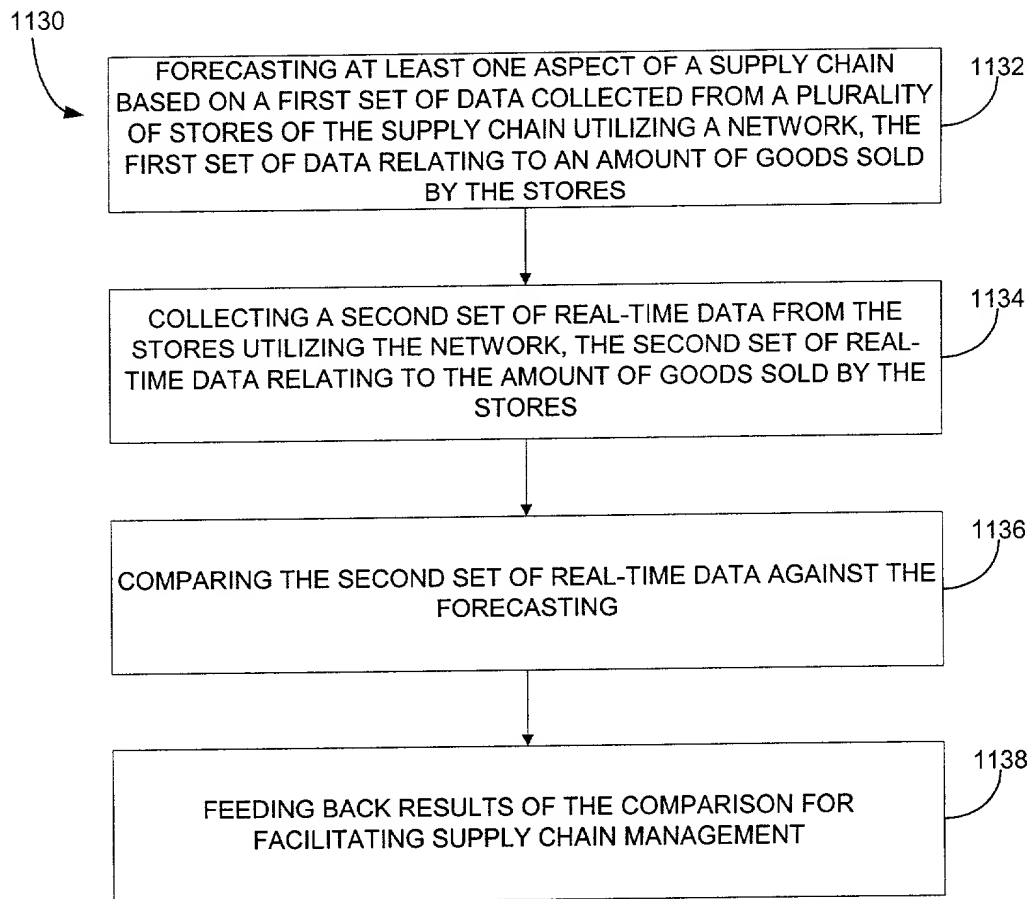 1130
FORECASTING AT LEAST ONE ASPECT OF A SUPPLY CHAIN
BASED ON A FIRST SET OF DATA COLLECTED FROM A PLURALITY
OF STORES OF THE SUPPLY CHAIN UTILIZING A NETWORK, THE
FIRST SET OF DATA RELATING TO AN AMOUNT OF GOODS SOLD
BY THE STORES
1132
COLLECTING A SECOND SET OF REAL-TIME DATA FROM THE
STORES UTILIZING THE NETWORK, THE SECOND SET OF REAL-
TIME DATA RELATING TO THE AMOUNT OF GOODS SOLD BY THE
STORES
1134
COMPARING THE SECOND SET OF REAL-TIME DATA AGAINST THE
FORECASTING
1136
FEEDING BACK RESULTS OF THE COMPARISON FOR
FACILITATING SUPPLY CHAIN MANAGEMENT
1138